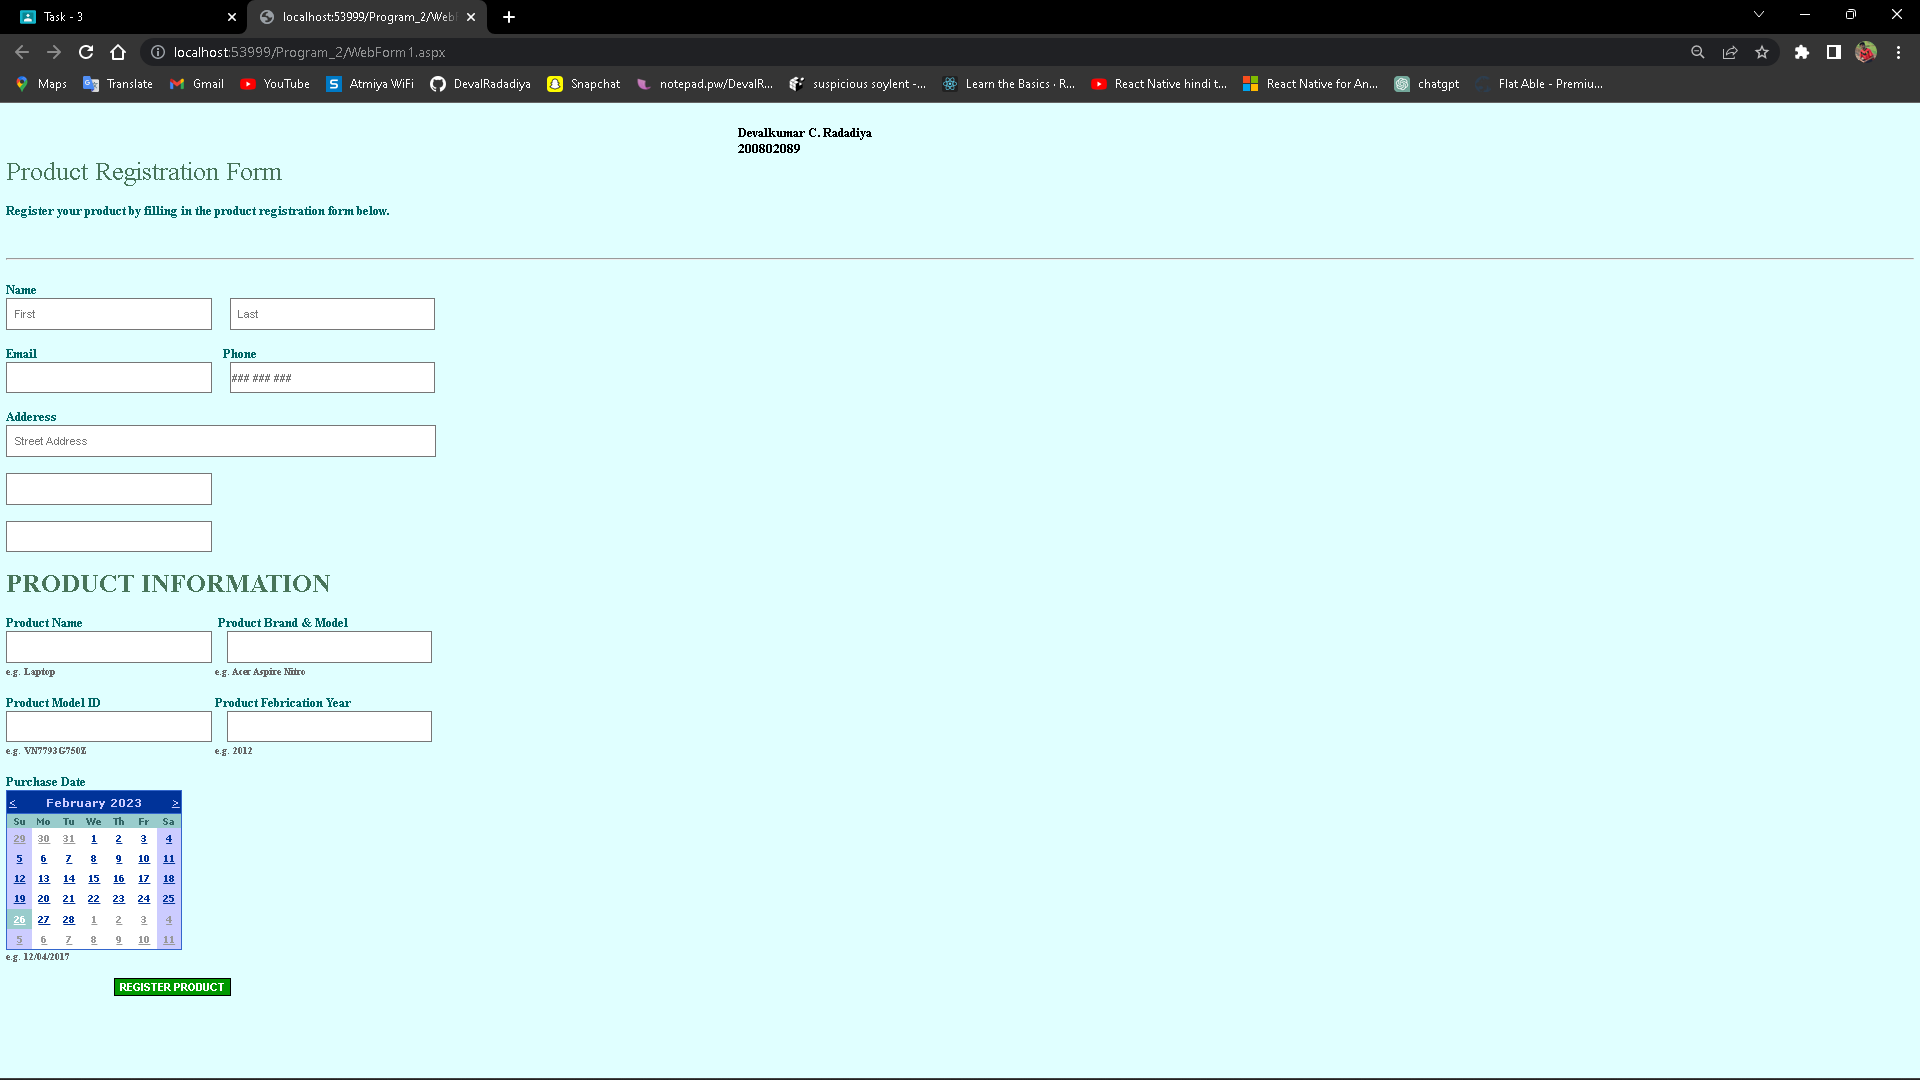 Task - 3
localhost:53999/Program_2/Web
localhost:53999/Program_2/WebForm1.aspx
Maps Translate Gmail YouTube Atmiya WiFi DevalRadadiya Snapchat notepad.pw/DevalR... suspicious soylent -... Learn the Basics · R... React Native hindi t... React Native for An... chatgpt Flat Able - Premiu...
Devalkumar C. Radadiya
200802089
Product Registration Form
Register your product by filling in the product registration form below.
Name
First Last
Email Phone
### ### ###
Adderess
Street Address
PRODUCT INFORMATION
Product Name Product Brand & Model
e.g. Laptop e.g. Acer Aspire Nitro
Product Model ID Product Febrication Year
e.g. VN7793G750Z e.g. 2012
Purchase Date
< February 2023 >
Su Mo Tu We Th Fr Sa
29 30 31 1 2 3 4
5 6 7 8 9 10 11
12 13 14 15 16 17 18
19 20 21 22 23 24 25
26 27 28 1 2 3 4
5 6 7 8 9 10 11
e.g. 12/04/2017
REGISTER PRODUCT